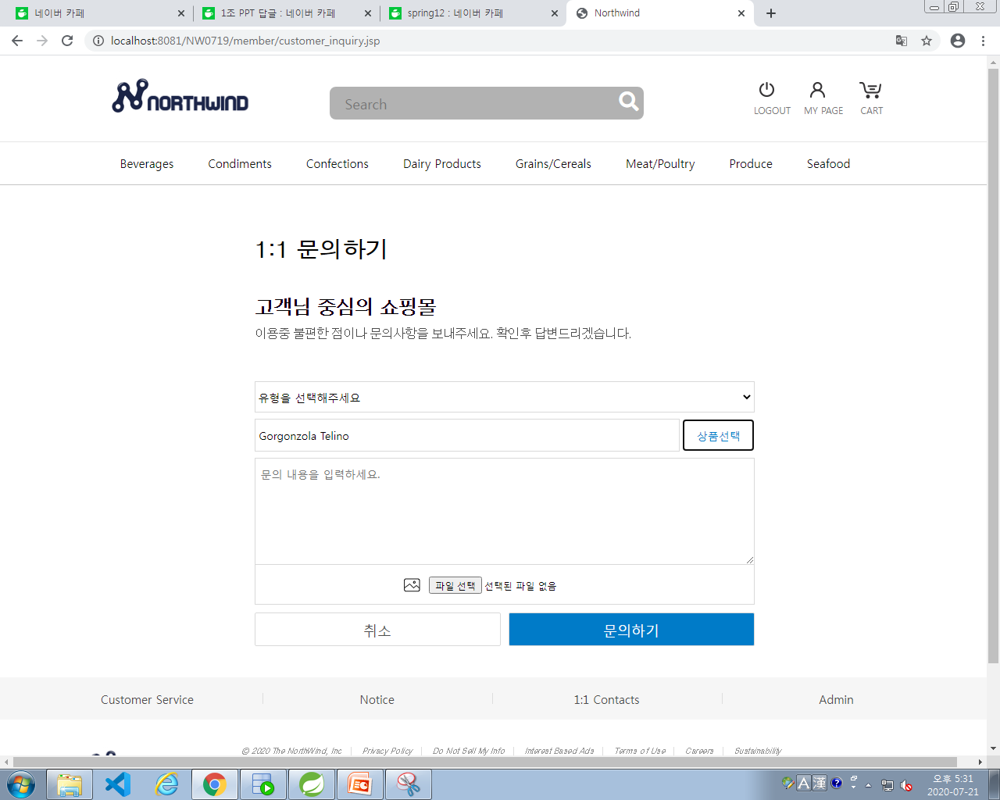 네이버 카페
1조 PPT 답글 : 네이버 카페
spring12 : 네이버 카페
Northwind
localhost:8081/NW0719/member/customer_inquiry.jsp
NORTHWIND
Search
LOGOUT
MY PAGE
CART
Beverages Condiments Confections Dairy Products Grains/Cereals Meat/Poultry Produce Seafood
1:1 문의하기
고객님 중심의 쇼핑몰
이용중 불편한 점이나 문의사항을 보내주세요. 확인후 답변드리겠습니다.
유형을 선택해주세요
Gorgonzola Telino
상품선택
문의 내용을 입력하세요.
파일 선택 선택된 파일 없음
취소
문의하기
Customer Service Notice 1:1 Contacts Admin
© 2020 The NorthWind, Inc Privacy Policy Do Not Sell My Info Interest Based Ads Terms of Use Careers Sustainability
A 漢
오후 5:31
2020-07-21